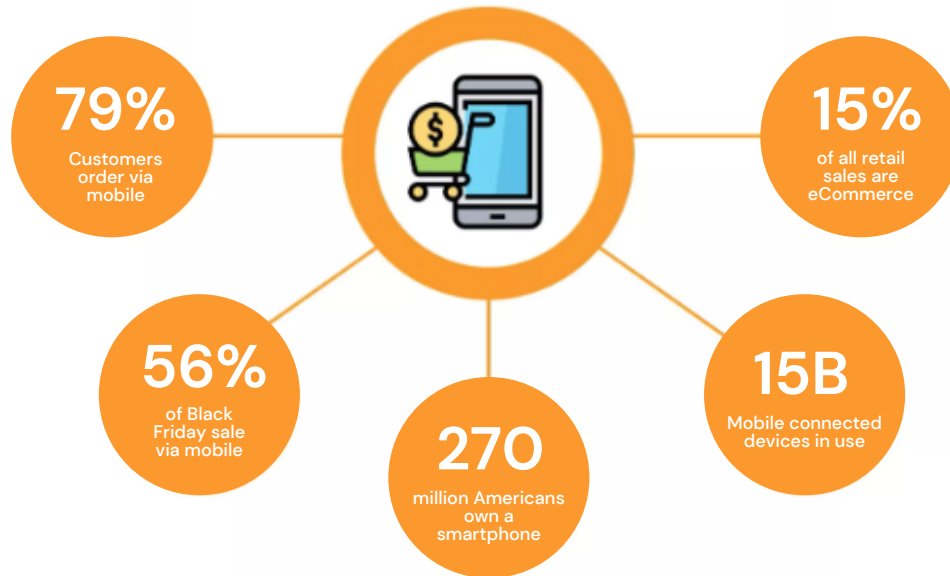 79%
Customers
order via
mobile
15%
of all retail
sales are
eCommerce
$
56%
of Black
Friday sale
via mobile
270
million Americans
own a
smartphone
15B
Mobile connected
devices in use